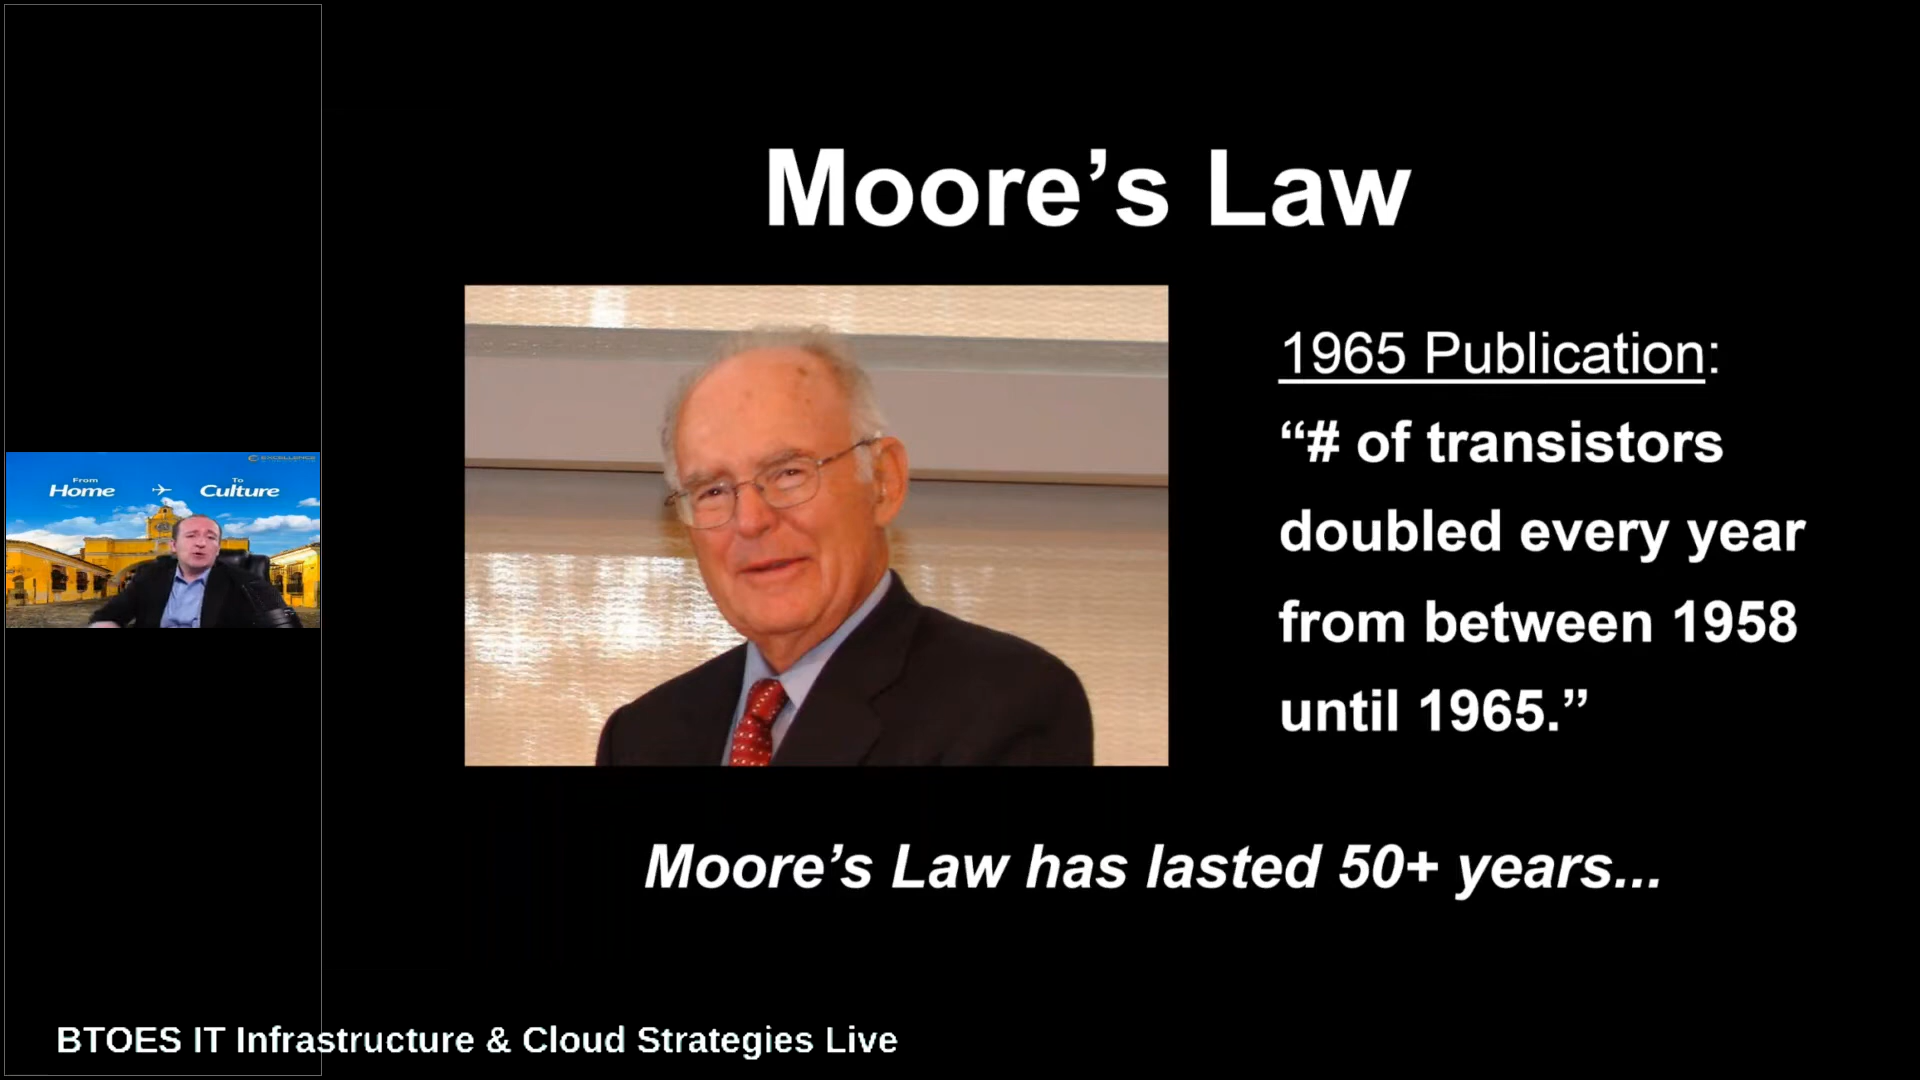 Moore’s Law
1965 Publication:
“# of transistors
doubled every year
from between 1958
until 1965.”
Moore’s Law has lasted 50+ years...
EXCELLENCE
From To
Home Culture
BTOES IT Infrastructure & Cloud Strategies Live